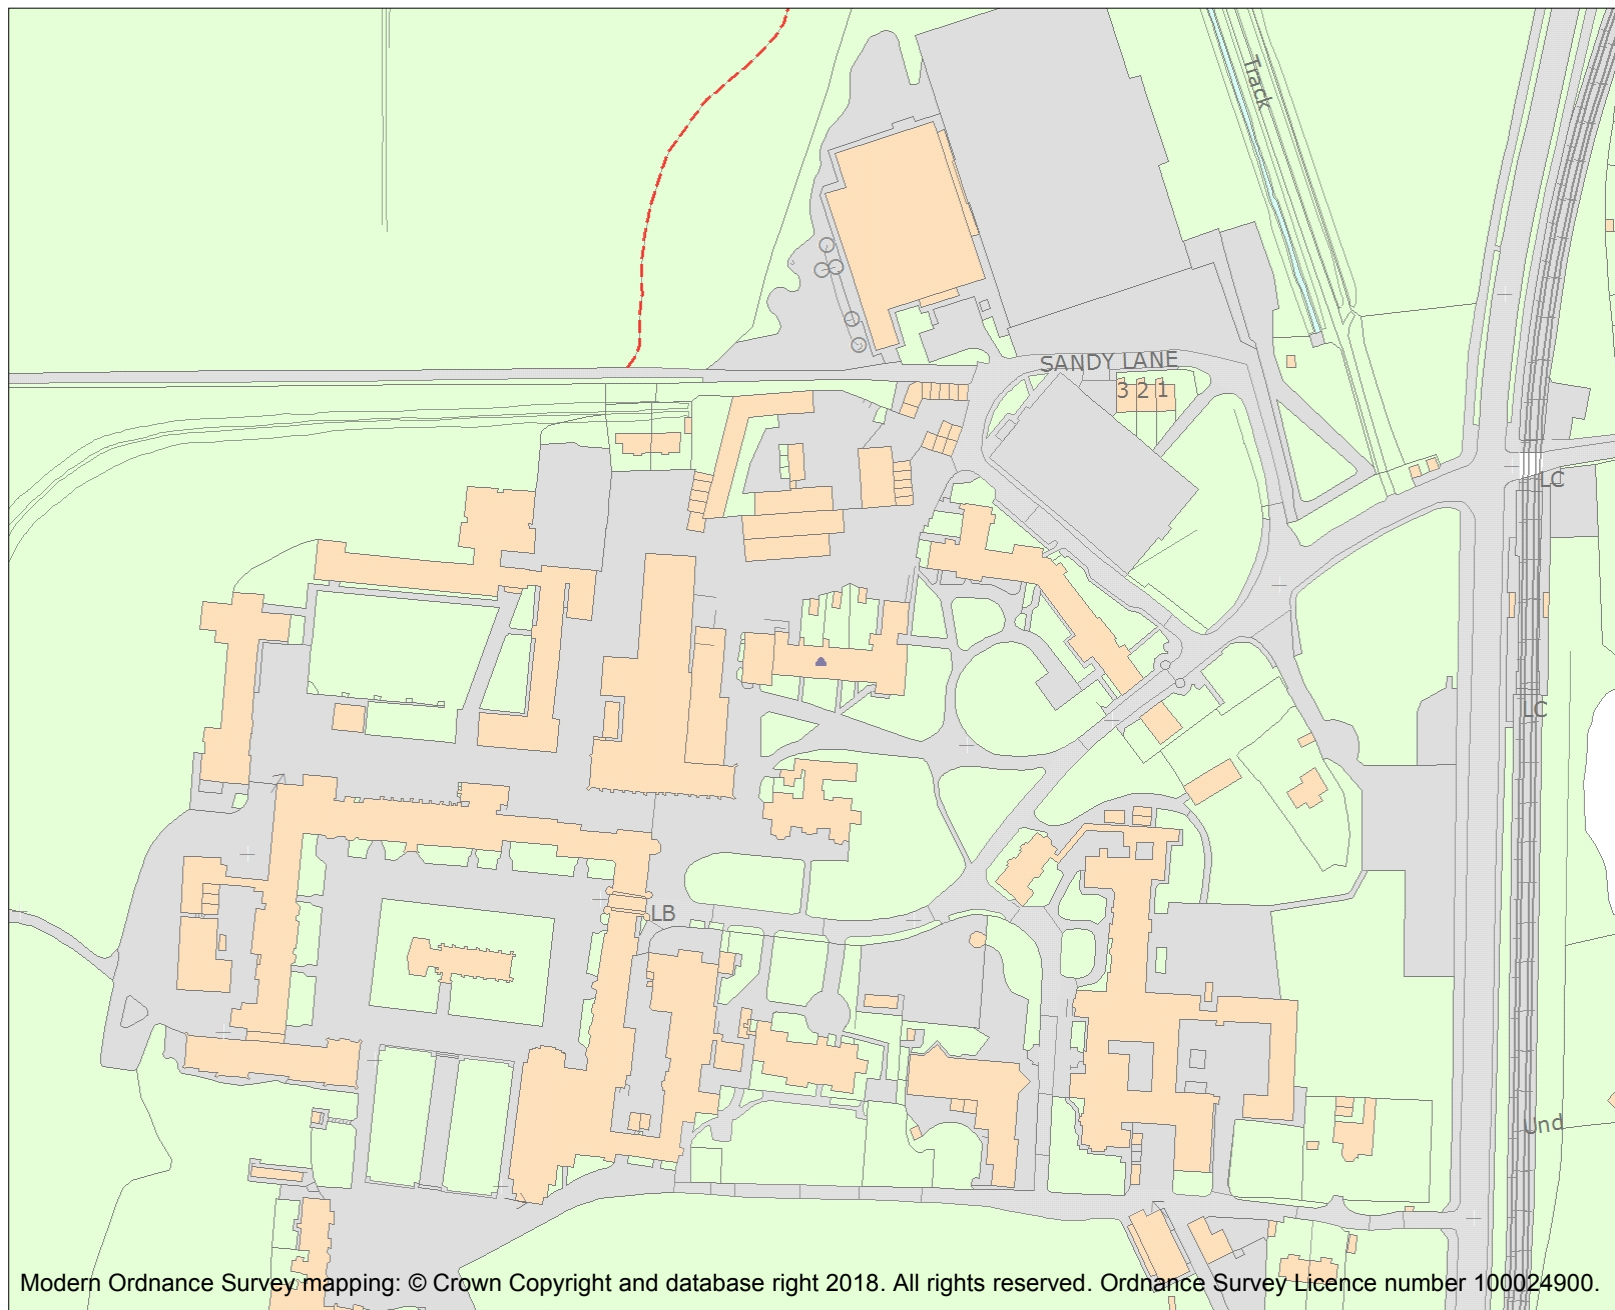 Track
SANDY LANE
3 2 1
LC
LC
LB
Und
Modern Ordnance Survey mapping: © Crown Copyright and database right 2018. All rights reserved. Ordnance Survey Licence number 100024900.